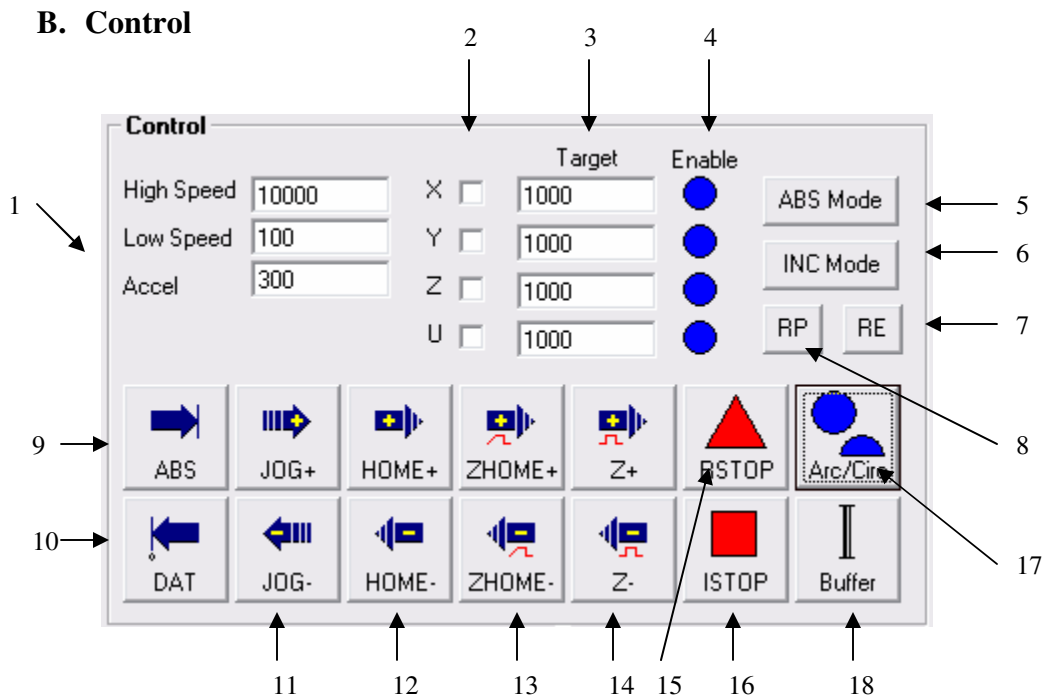 B. Control
2 3 4
Control
Target Enable
High Speed 10000 X 1000 ABS Mode 5
1
Low Speed 100 Y 1000 INC Mode 6
Accel 300 Z 1000
U 1000 RP RE 7
9 ABS JOG+ HOME+ ZHOME+ Z+ RSTOP Arc/Circ 8
10 DAT JOG- HOME- ZHOME- Z- ISTOP Buffer 17
11 12 13 14 15 16 18